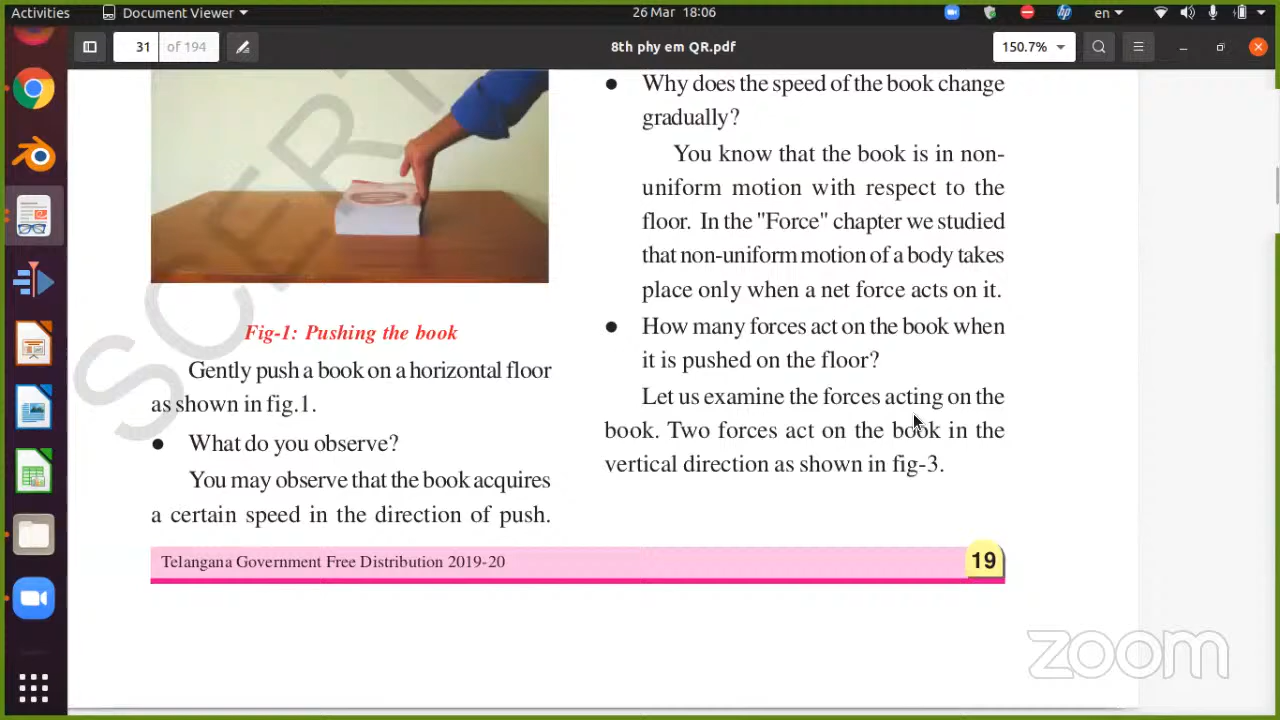 Activities
Document Viewer
26 Mar 18:06
en
31
of 194
8th phy em QR.pdf
150.7%
SCERT
Fig-1: Pushing the book
Gently push a book on a horizontal floor
as shown in fig.1.
● What do you observe?
You may observe that the book acquires
a certain speed in the direction of push.
● Why does the speed of the book change
gradually?
You know that the book is in non-
uniform motion with respect to the
floor. In the "Force" chapter we studied
that non-uniform motion of a body takes
place only when a net force acts on it.
● How many forces act on the book when
it is pushed on the floor?
Let us examine the forces acting on the
book. Two forces act on the book in the
vertical direction as shown in fig-3.
Telangana Government Free Distribution 2019-20
19
zoom